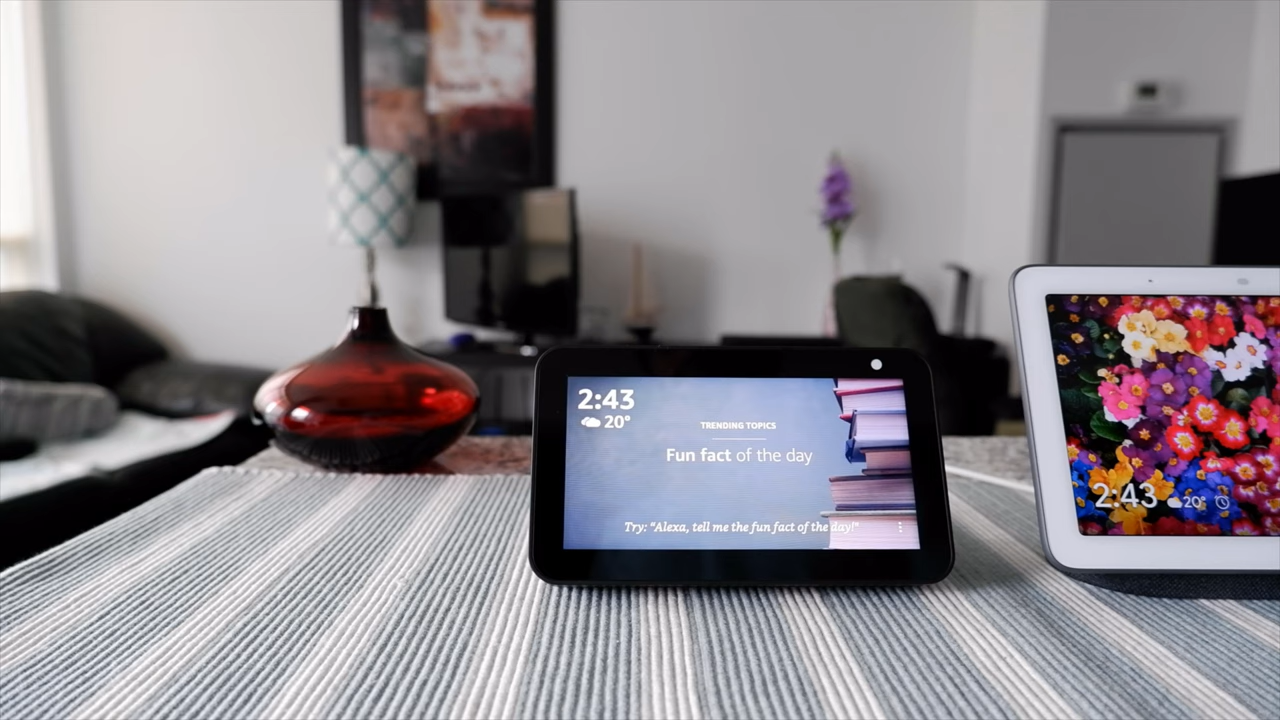 2:43
20°
TRENDING TOPICS
Fun fact of the day
Try: "Alexa, tell me the fun fact of the day!"
2:43
20°